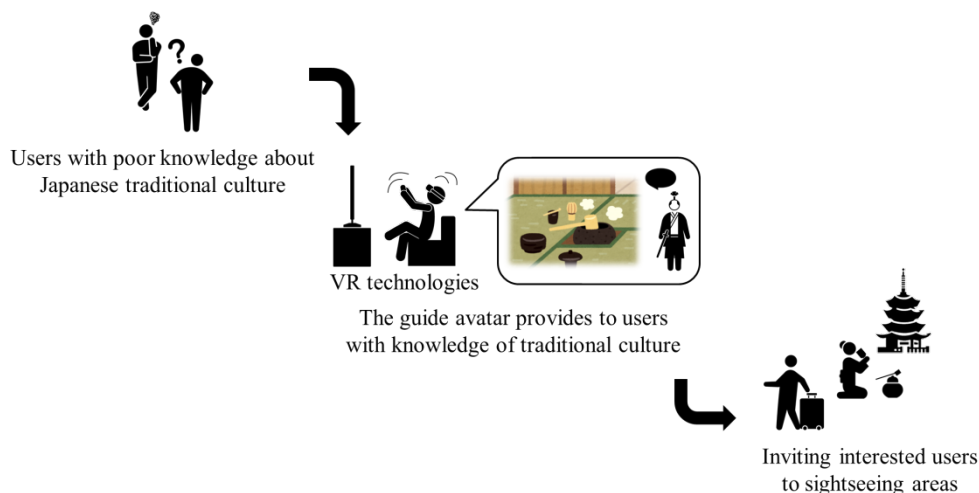 ?
Users with poor knowledge about
Japanese traditional culture
VR technologies
The guide avatar provides to users
with knowledge of traditional culture
Inviting interested users
to sightseeing areas